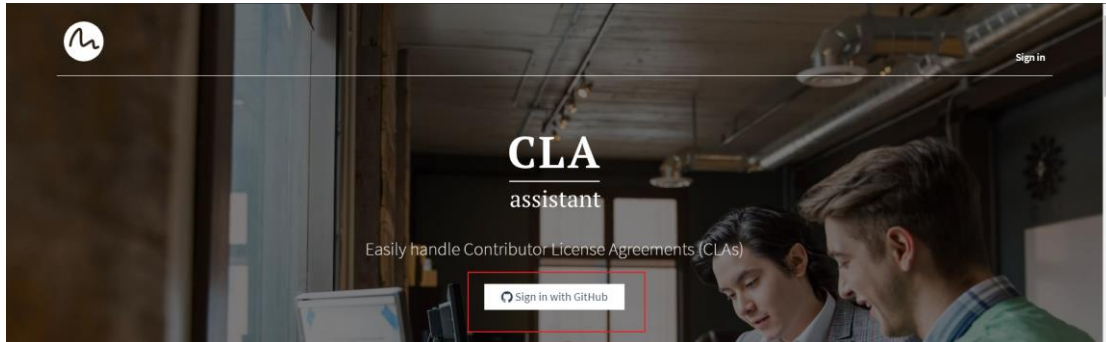 Sign in
CLA
assistant
Easily handle Contributor License Agreements (CLAs)
Sign in with GitHub